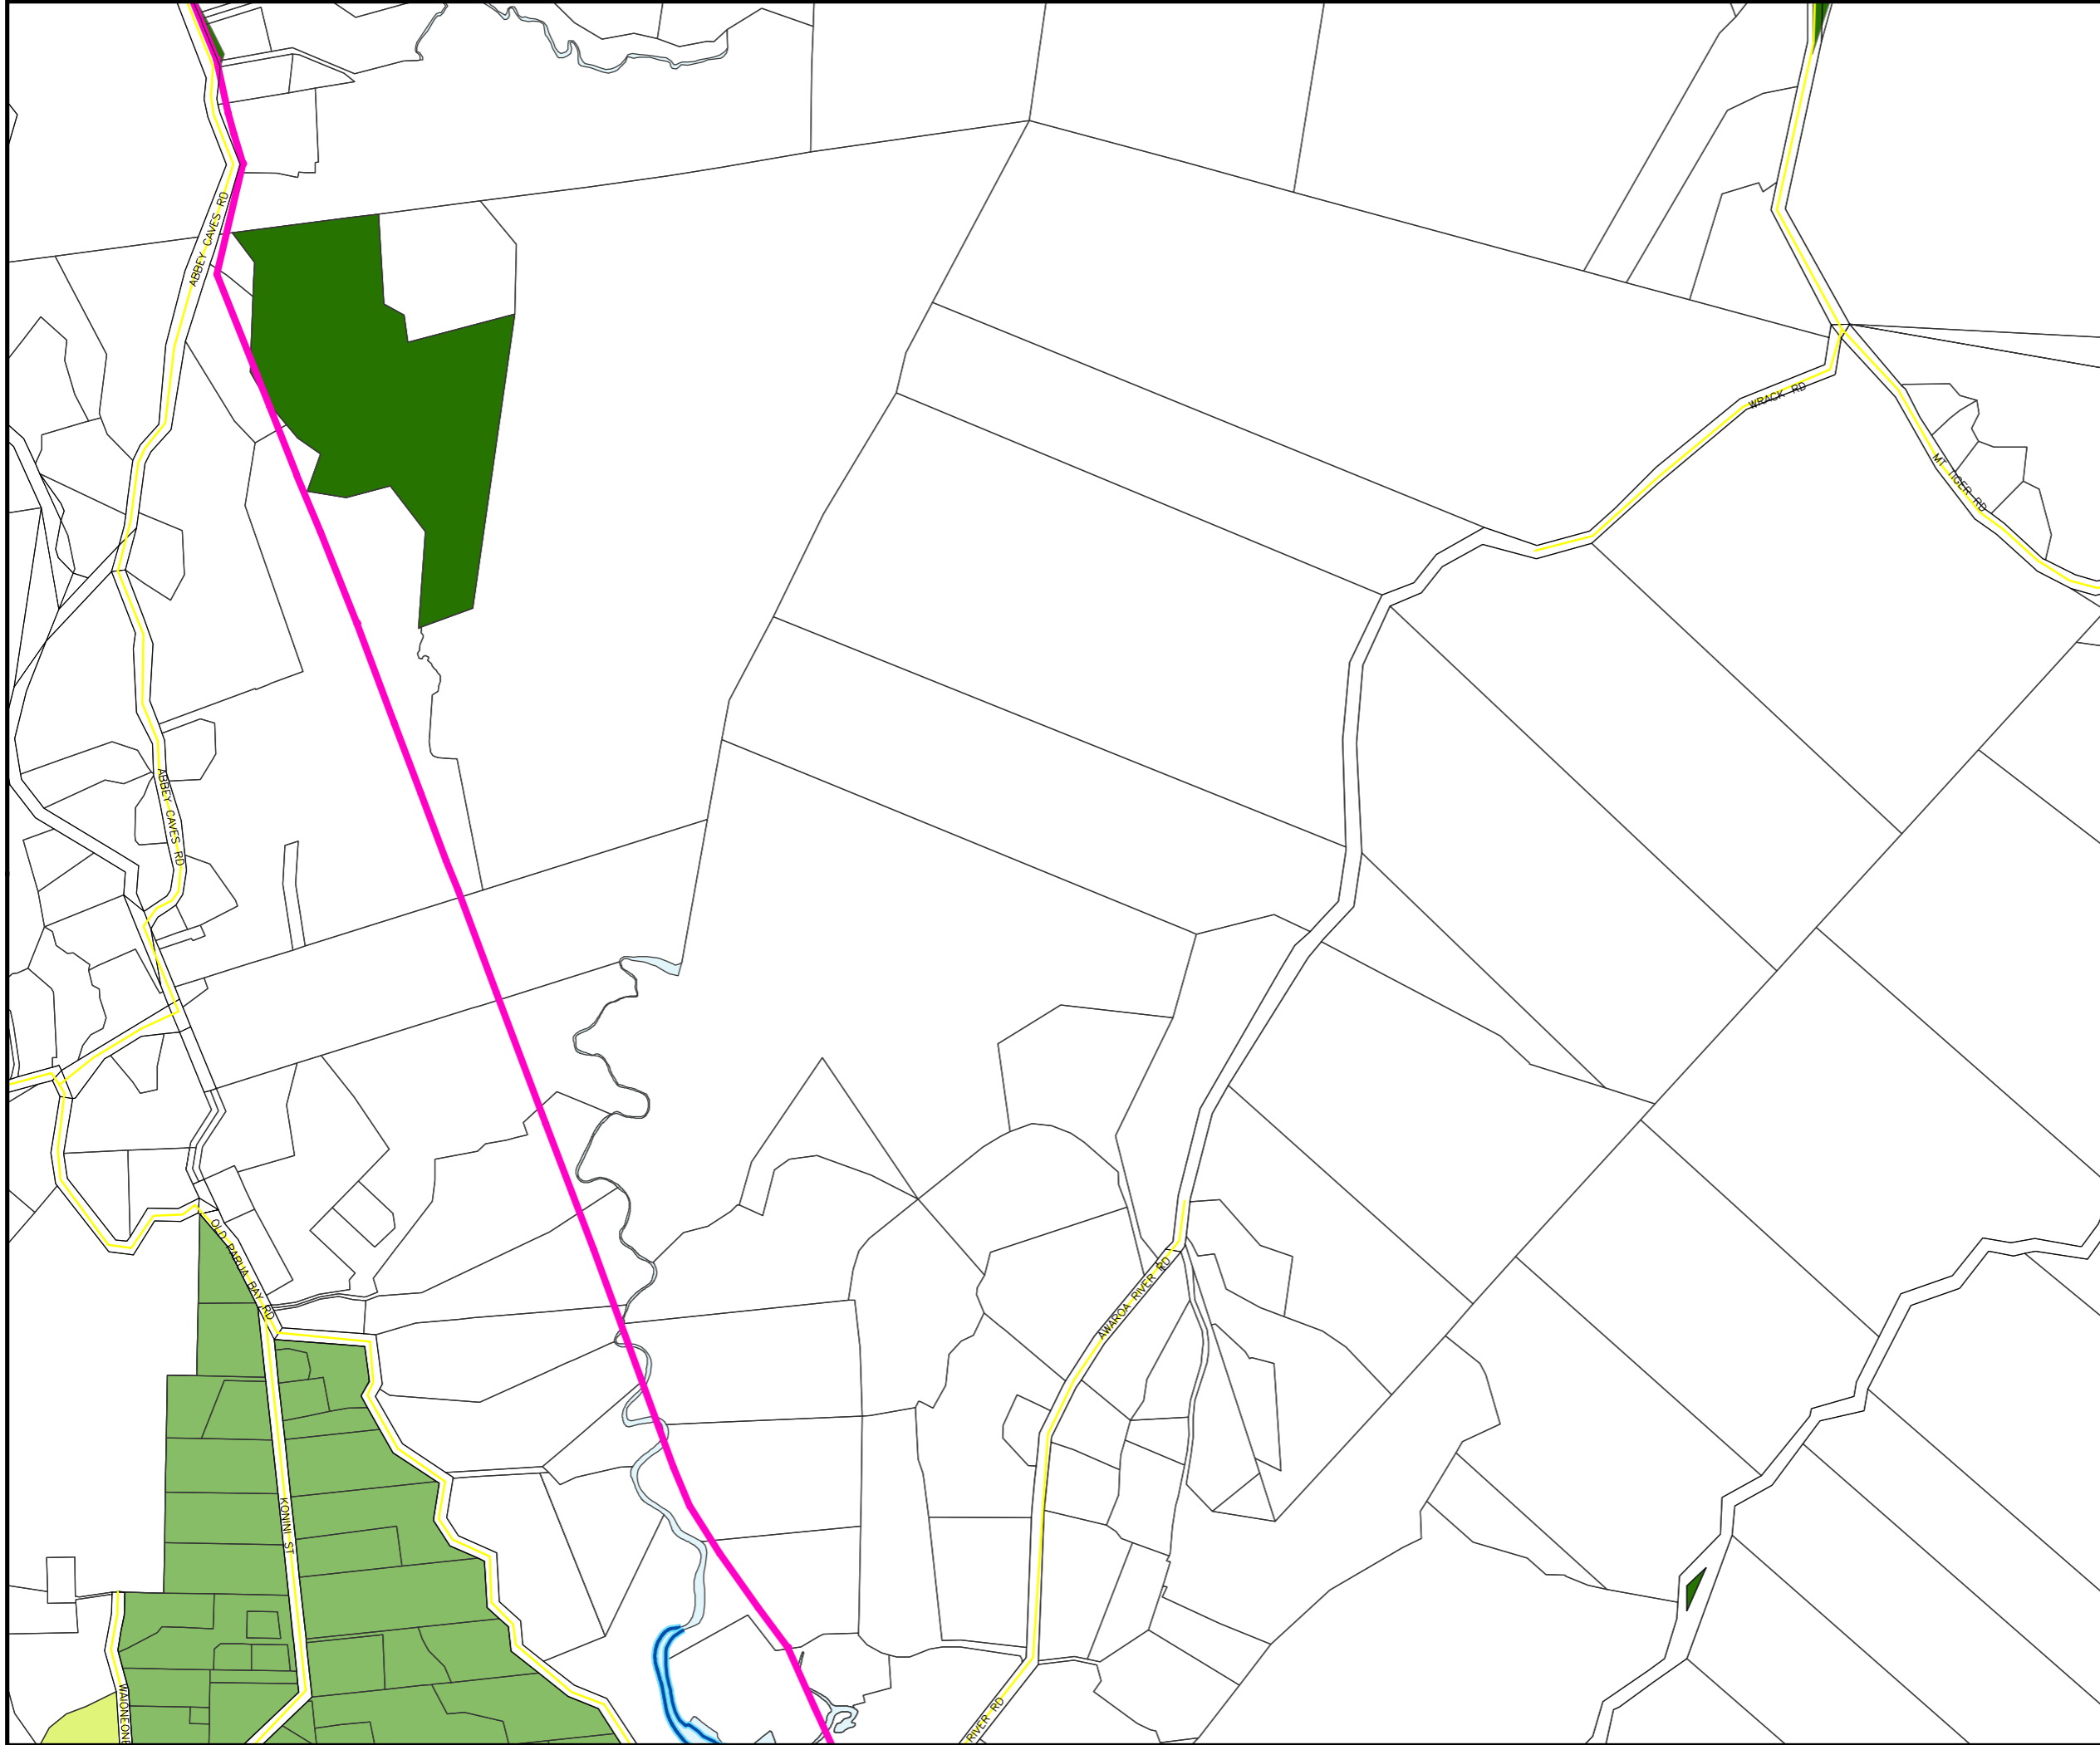 ABBEY CAVES RD
WRACK RD
MT TIGER RD
ABBEY CAVES RD
OLD PARUA BAY RD
AWAROA RIVER RD
KONINI ST
RIVER RD